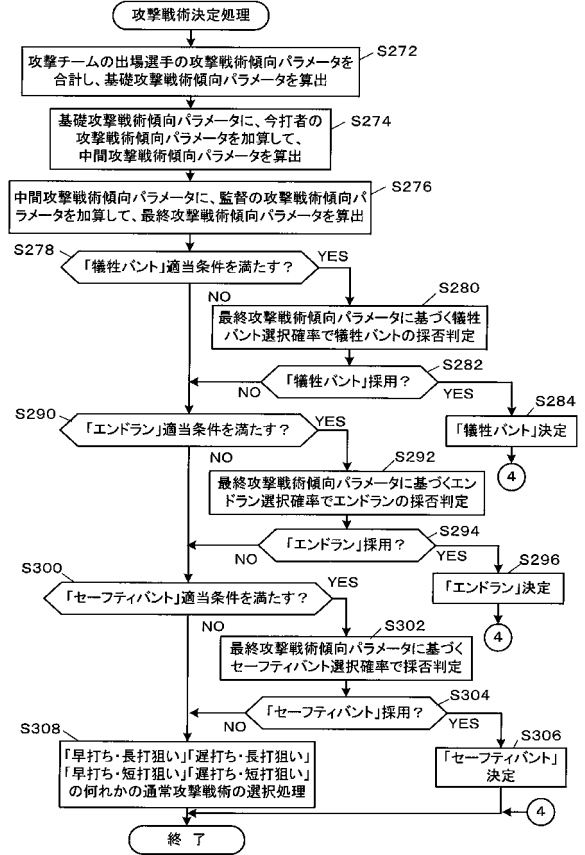 攻撃戦術決定処理
S272
攻撃チームの出場選手の攻撃戦術傾向パラメータを
合計し、基礎攻撃戦術傾向パラメータを算出
S274
基礎攻撃戦術傾向パラメータに、今打者の
攻撃戦術傾向パラメータを加算して、
中間攻撃戦術傾向パラメータを算出
S276
中間攻撃戦術傾向パラメータに、監督の攻撃戦術傾向パ
ラメータを加算して、最終攻撃戦術傾向パラメータを算出
S278
「犠牲バント」適当条件を満たす？
YES
NO
S280
最終攻撃戦術傾向パラメータに基づく犠牲
バント選択確率で犠牲バントの採否判定
S282
「犠牲バント」採用？
NO
YES
S284
「犠牲バント」決定
4
S290
「エンドラン」適当条件を満たす？
YES
NO
S292
最終攻撃戦術傾向パラメータに基づくエン
ドラン選択確率でエンドランの採否判定
S294
「エンドラン」採用？
NO
YES
S296
「エンドラン」決定
4
S300
「セーフティバント」適当条件を満たす？
YES
NO
S302
最終攻撃戦術傾向パラメータに基づく
セーフティバント選択確率で採否判定
S304
「セーフティバント」採用？
NO
YES
S306
「セーフティバント」
決定
S308
「早打ち・長打狙い」「遅打ち・長打狙い」
「早打ち・短打狙い」「遅打ち・短打狙い」
の何れかの通常攻撃戦術の選択処理
4
終 了